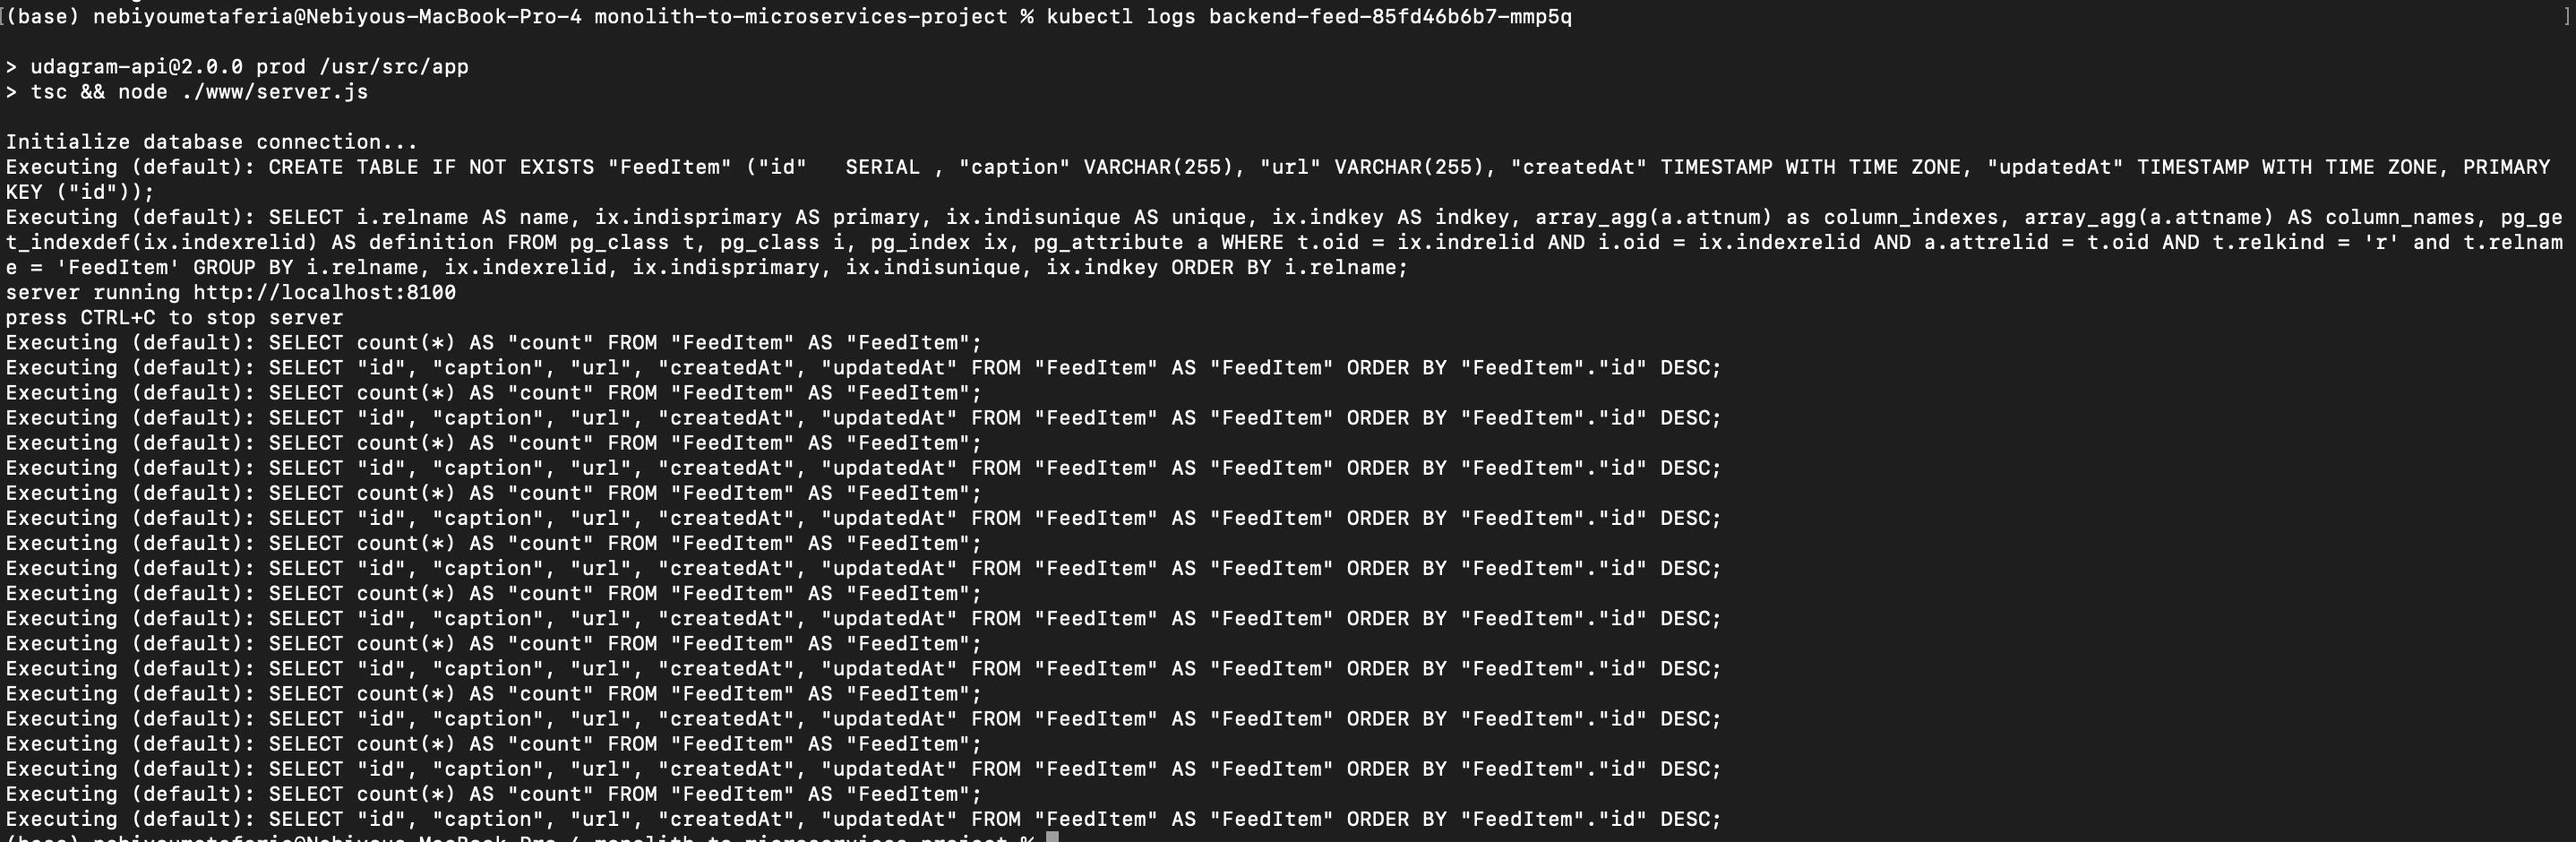 (base) nebiyoumetaferia@Nebiyous-MacBook-Pro-4 monolith-to-microservices-project % kubectl logs backend-feed-85fd46b6b7-mmp5q
> udagram-api@2.0.0 prod /usr/src/app
> tsc && node ./www/server.js
Initialize database connection...
Executing (default): CREATE TABLE IF NOT EXISTS "FeedItem" ("id"   SERIAL , "caption" VARCHAR(255), "url" VARCHAR(255), "createdAt" TIMESTAMP WITH TIME ZONE, "updatedAt" TIMESTAMP WITH TIME ZONE, PRIMARY
KEY ("id"));
Executing (default): SELECT i.relname AS name, ix.indisprimary AS primary, ix.indisunique AS unique, ix.indkey AS indkey, array_agg(a.attnum) as column_indexes, array_agg(a.attname) AS column_names, pg_ge
t_indexdef(ix.indexrelid) AS definition FROM pg_class t, pg_class i, pg_index ix, pg_attribute a WHERE t.oid = ix.indrelid AND i.oid = ix.indexrelid AND a.attrelid = t.oid AND t.relkind = 'r' and t.relnam
e = 'FeedItem' GROUP BY i.relname, ix.indexrelid, ix.indisprimary, ix.indisunique, ix.indkey ORDER BY i.relname;
server running http://localhost:8100
press CTRL+C to stop server
Executing (default): SELECT count(*) AS "count" FROM "FeedItem" AS "FeedItem";
Executing (default): SELECT "id", "caption", "url", "createdAt", "updatedAt" FROM "FeedItem" AS "FeedItem" ORDER BY "FeedItem"."id" DESC;
Executing (default): SELECT count(*) AS "count" FROM "FeedItem" AS "FeedItem";
Executing (default): SELECT "id", "caption", "url", "createdAt", "updatedAt" FROM "FeedItem" AS "FeedItem" ORDER BY "FeedItem"."id" DESC;
Executing (default): SELECT count(*) AS "count" FROM "FeedItem" AS "FeedItem";
Executing (default): SELECT "id", "caption", "url", "createdAt", "updatedAt" FROM "FeedItem" AS "FeedItem" ORDER BY "FeedItem"."id" DESC;
Executing (default): SELECT count(*) AS "count" FROM "FeedItem" AS "FeedItem";
Executing (default): SELECT "id", "caption", "url", "createdAt", "updatedAt" FROM "FeedItem" AS "FeedItem" ORDER BY "FeedItem"."id" DESC;
Executing (default): SELECT count(*) AS "count" FROM "FeedItem" AS "FeedItem";
Executing (default): SELECT "id", "caption", "url", "createdAt", "updatedAt" FROM "FeedItem" AS "FeedItem" ORDER BY "FeedItem"."id" DESC;
Executing (default): SELECT count(*) AS "count" FROM "FeedItem" AS "FeedItem";
Executing (default): SELECT "id", "caption", "url", "createdAt", "updatedAt" FROM "FeedItem" AS "FeedItem" ORDER BY "FeedItem"."id" DESC;
Executing (default): SELECT count(*) AS "count" FROM "FeedItem" AS "FeedItem";
Executing (default): SELECT "id", "caption", "url", "createdAt", "updatedAt" FROM "FeedItem" AS "FeedItem" ORDER BY "FeedItem"."id" DESC;
Executing (default): SELECT count(*) AS "count" FROM "FeedItem" AS "FeedItem";
Executing (default): SELECT "id", "caption", "url", "createdAt", "updatedAt" FROM "FeedItem" AS "FeedItem" ORDER BY "FeedItem"."id" DESC;
Executing (default): SELECT count(*) AS "count" FROM "FeedItem" AS "FeedItem";
Executing (default): SELECT "id", "caption", "url", "createdAt", "updatedAt" FROM "FeedItem" AS "FeedItem" ORDER BY "FeedItem"."id" DESC;
Executing (default): SELECT count(*) AS "count" FROM "FeedItem" AS "FeedItem";
Executing (default): SELECT "id", "caption", "url", "createdAt", "updatedAt" FROM "FeedItem" AS "FeedItem" ORDER BY "FeedItem"."id" DESC;
(base) nebiyoumetaferia@Nebiyous-MacBook-Pro-4 monolith-to-microservices-project %